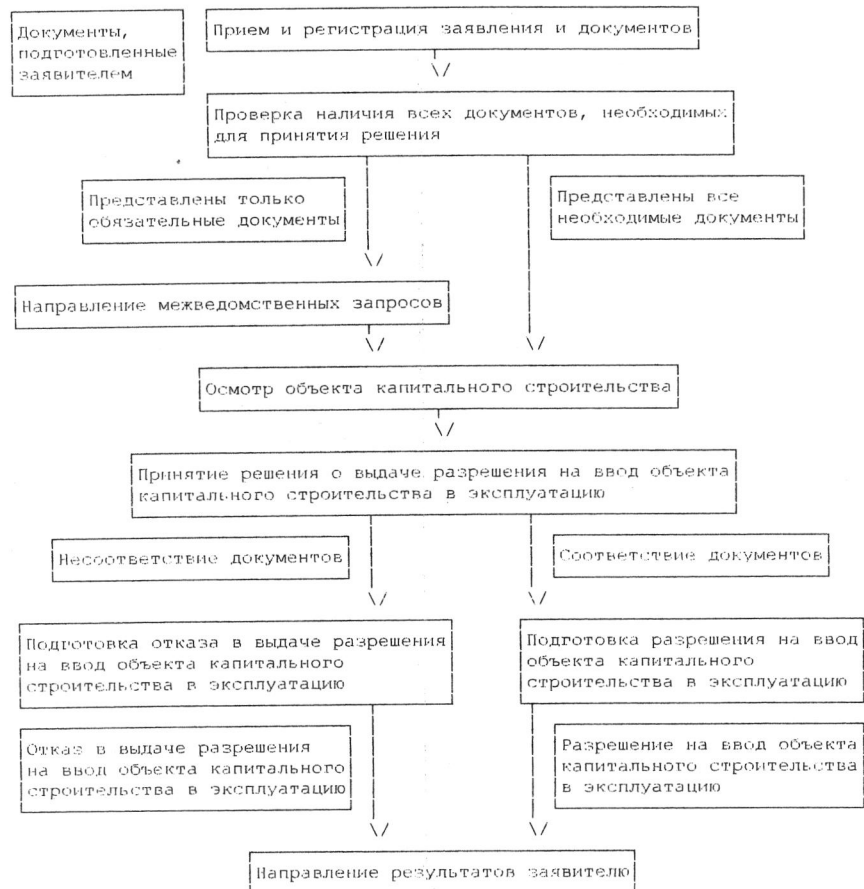 Документы,
подготовленные
заявителем
Прием и регистрация заявления и документов
Проверка наличия всех документов, необходимых
для принятия решения
Представлены только
обязательные документы
Представлены все
необходимые документы
Направление межведомственных запросов
Осмотр объекта капитального строительства
Принятие решения о выдаче разрешения на ввод объекта
капитального строительства в эксплуатацию
Несоответствие документов
Соответствие документов
Подготовка отказа в выдаче разрешения
на ввод объекта капитального
строительства в эксплуатацию
Подготовка разрешения на ввод
объекта капитального
строительства в эксплуатацию
Отказ в выдаче разрешения
на ввод объекта капитального
строительства в эксплуатацию
Разрешение на ввод объекта
капитального строительства
в эксплуатацию
Направление результатов заявителю